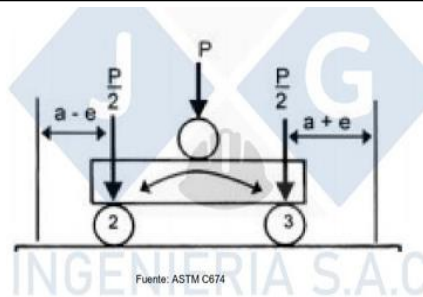 J G
P
P
2
P
2
a - e
a + e
2
3
Fuente: ASTM C674
INGENIERIA S.A.C